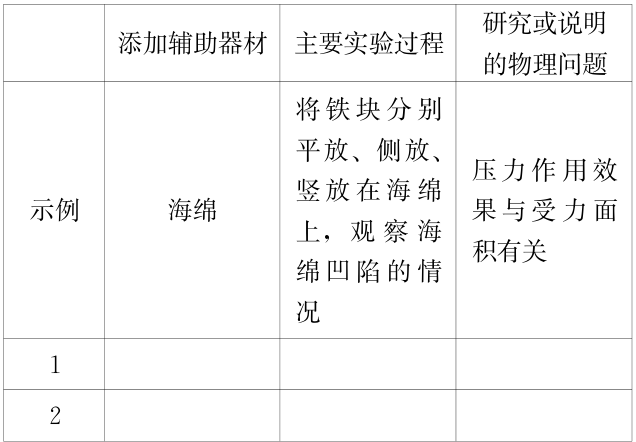 添加辅助器材
主要实验过程
研究或说明
的物理问题
示例
海绵
将铁块分别
平放、侧放、
竖放在海绵
上，观察海
绵凹陷的情
况
压力作用效
果与受力面
积有关
1
2